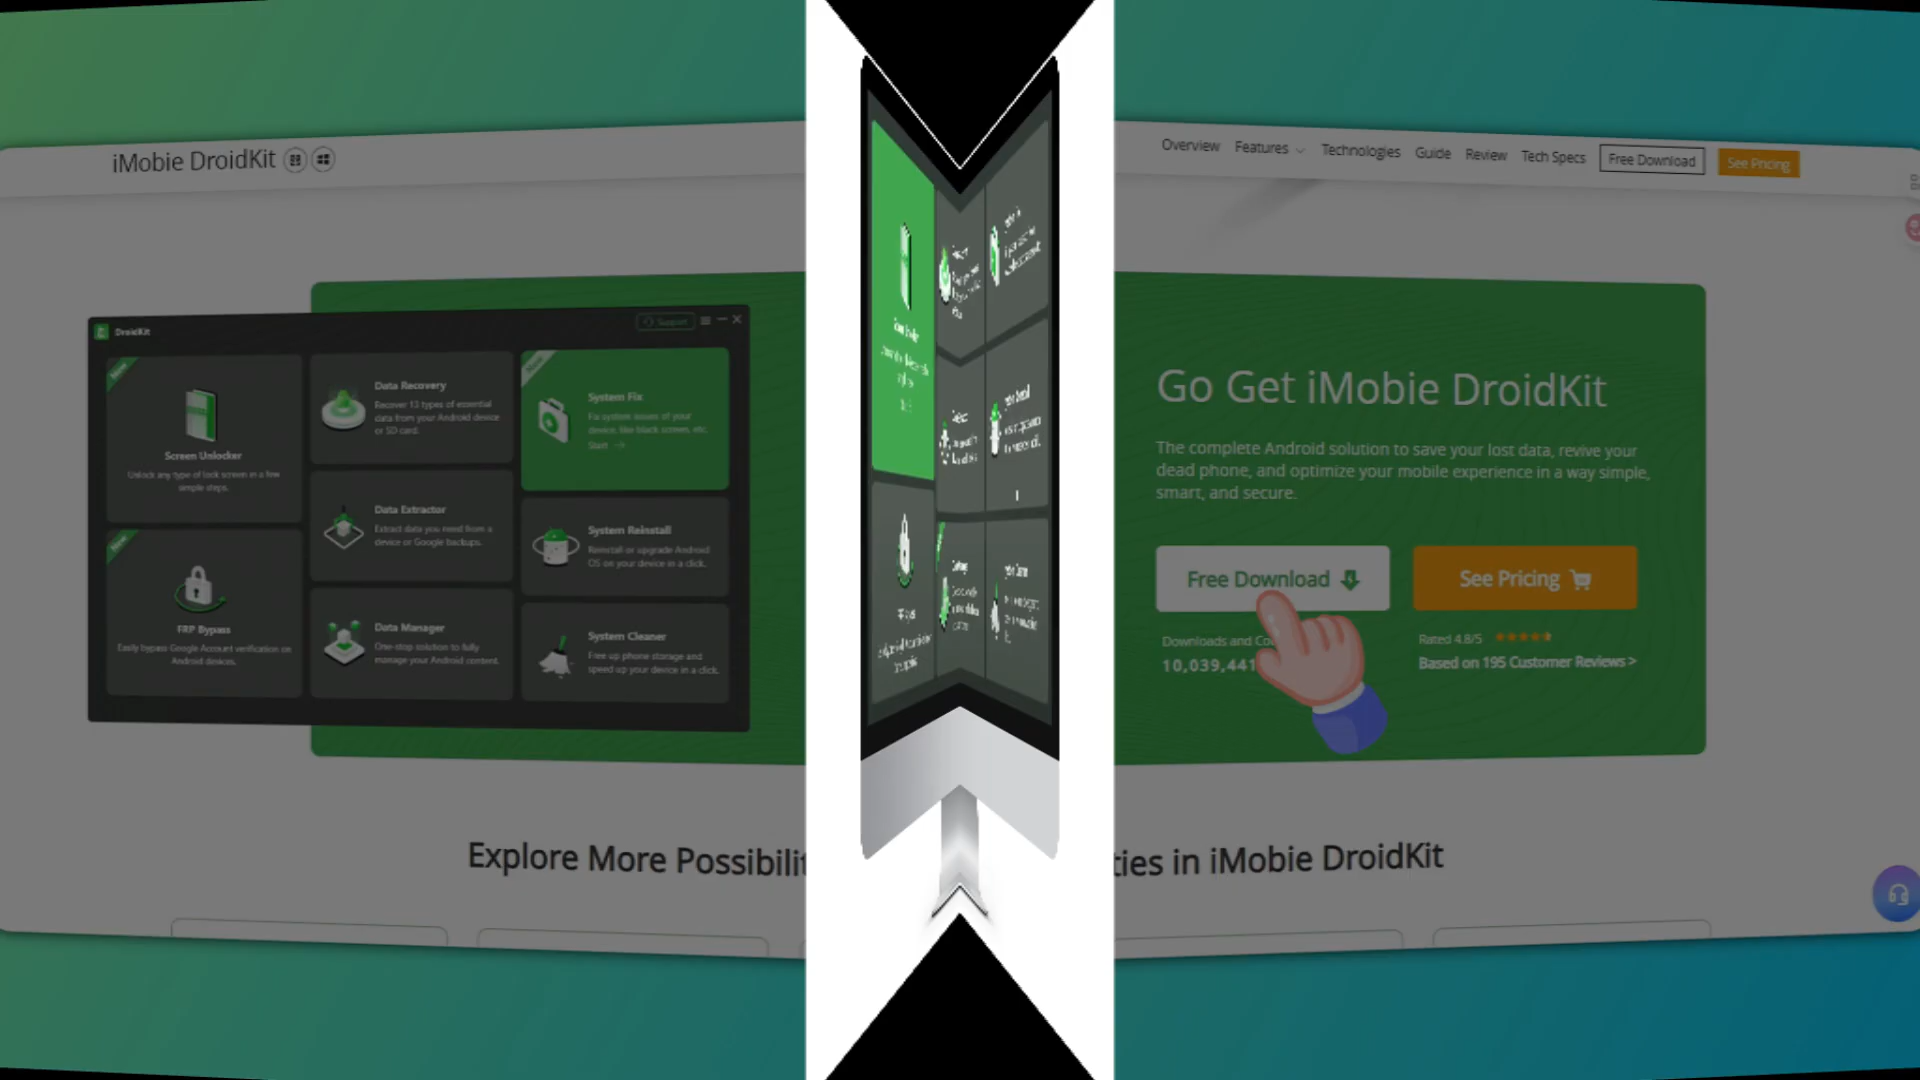 iMobie DroidKit
Overview Features Technologies Guide Review Tech Specs Free Download See Pricing
DroidKit
Support
New
Screen Unlocker
Unlock any type of lock screen in a few
simple steps.
New
FRP Bypass
Easily bypass Google Account verification on
Android devices.
Data Recovery
Recover 13 types of essential
data from your Android device
or SD card.
Data Extractor
Extract data you need from a
device or Google backups.
Data Manager
One-stop solution to fully
manage your Android content.
New
System Fix
Fix system issues of your
device, like black screen, etc.
Start
System Reinstall
Reinstall or upgrade Android
OS on your device in a click.
System Cleaner
Free up phone storage and
speed up your device in a click.
Go Get iMobie DroidKit
The complete Android solution to save your lost data, revive your
dead phone, and optimize your mobile experience in a way simple,
smart, and secure.
Free Download
See Pricing
Downloads and Co
10,039,441
Rated 4.8/5
Based on 195 Customer Reviews >
Explore More Possibilit
ties in iMobie DroidKit